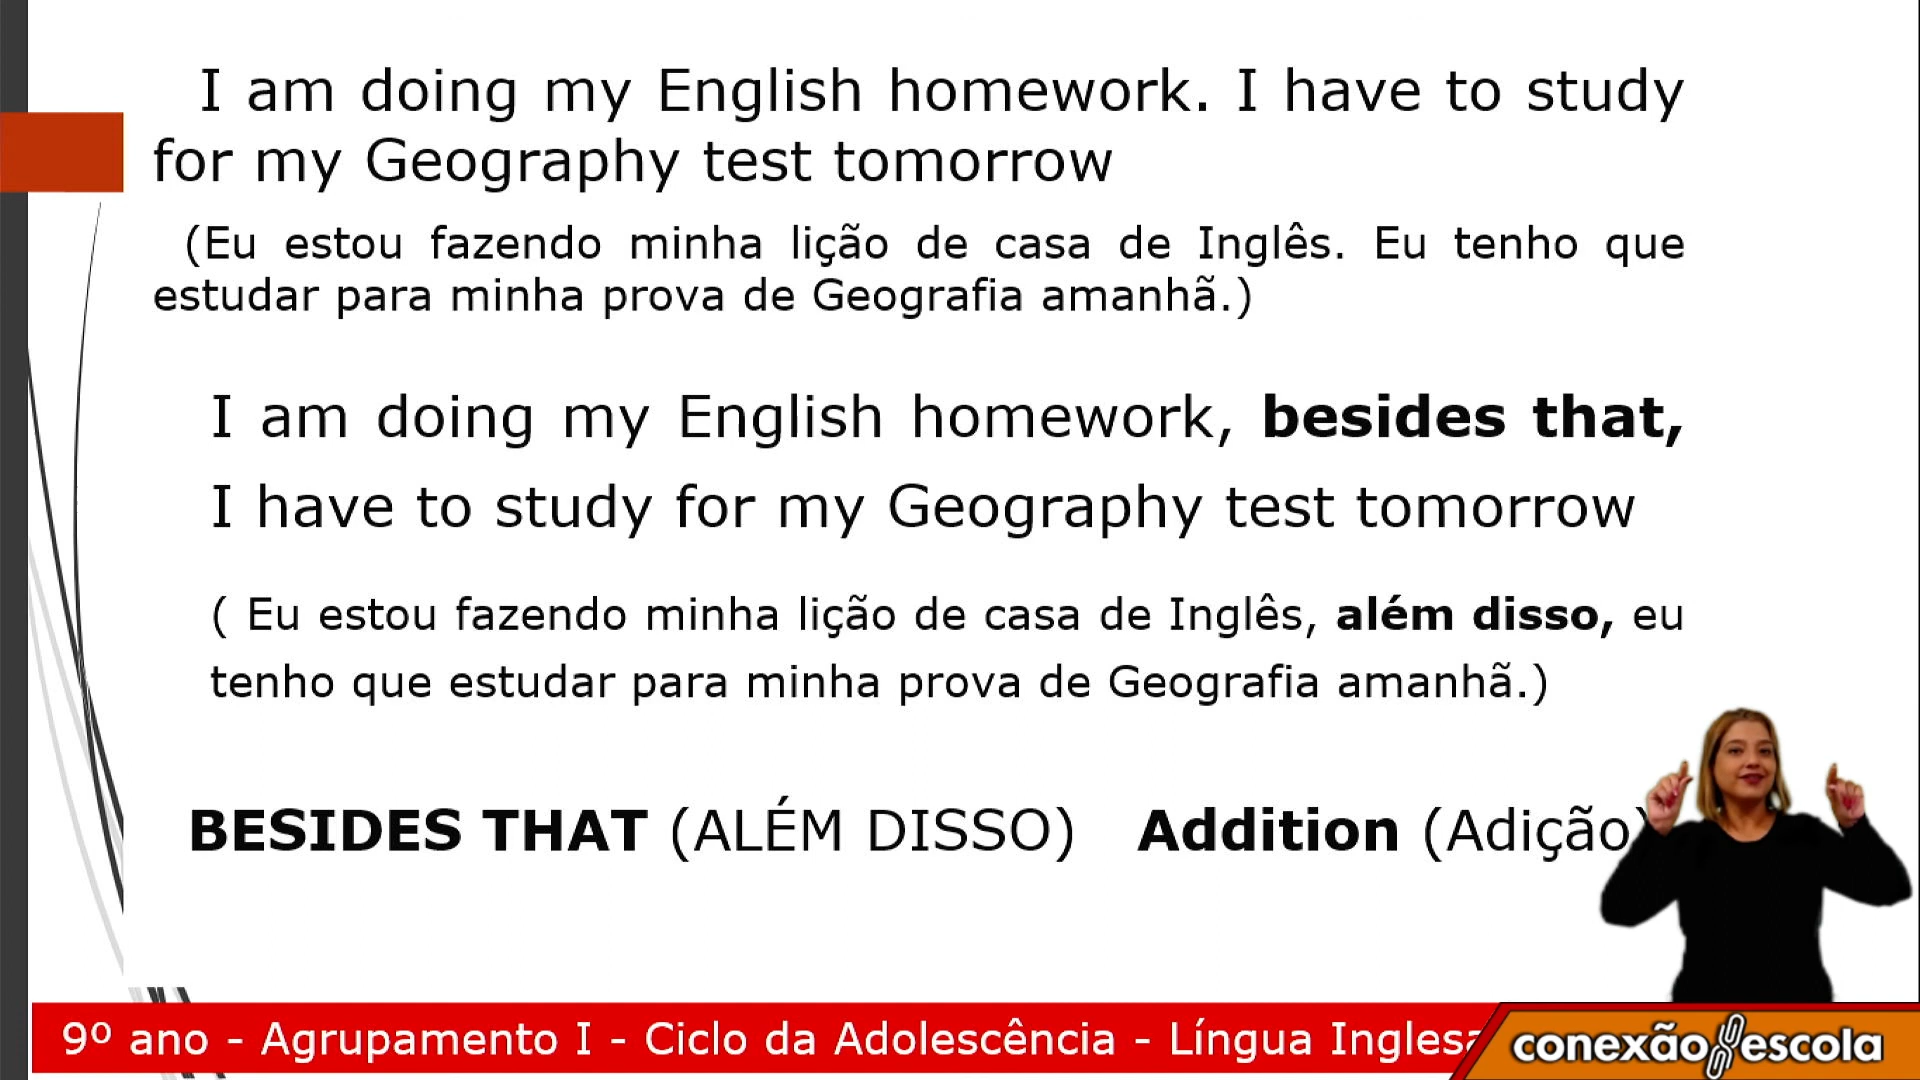 I am doing my English homework. I have to study
for my Geography test tomorrow
(Eu estou fazendo minha lição de casa de Inglês. Eu tenho que
estudar para minha prova de Geografia amanhã.)
I am doing my English homework, besides that,
I have to study for my Geography test tomorrow
( Eu estou fazendo minha lição de casa de Inglês, além disso, eu
tenho que estudar para minha prova de Geografia amanhã.)
BESIDES THAT (ALÉM DISSO) Addition (Adição)
9º ano - Agrupamento I - Ciclo da Adolescência - Língua Inglesa
conexão escola